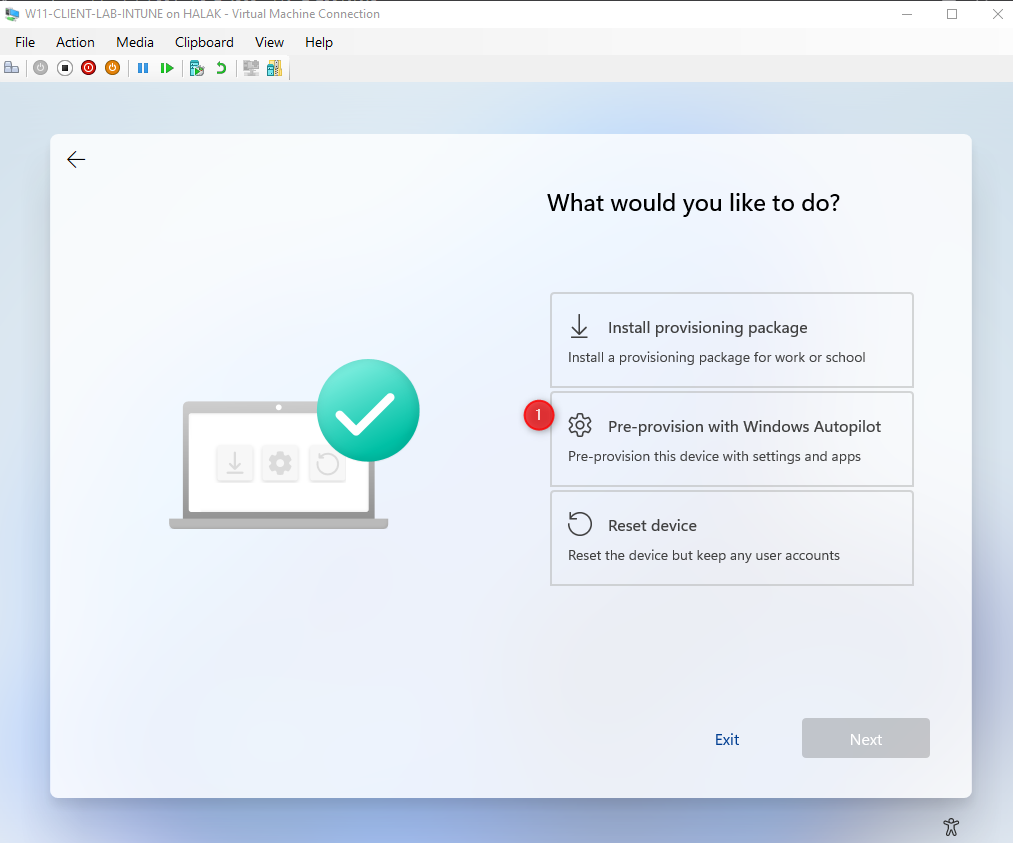 W11-CLIENT-LAB-INTUNE on HALAK - Virtual Machine Connection
File Action Media Clipboard View Help
What would you like to do?
Install provisioning package
Install a provisioning package for work or school
1
Pre-provision with Windows Autopilot
Pre-provision this device with settings and apps
Reset device
Reset the device but keep any user accounts
Exit Next